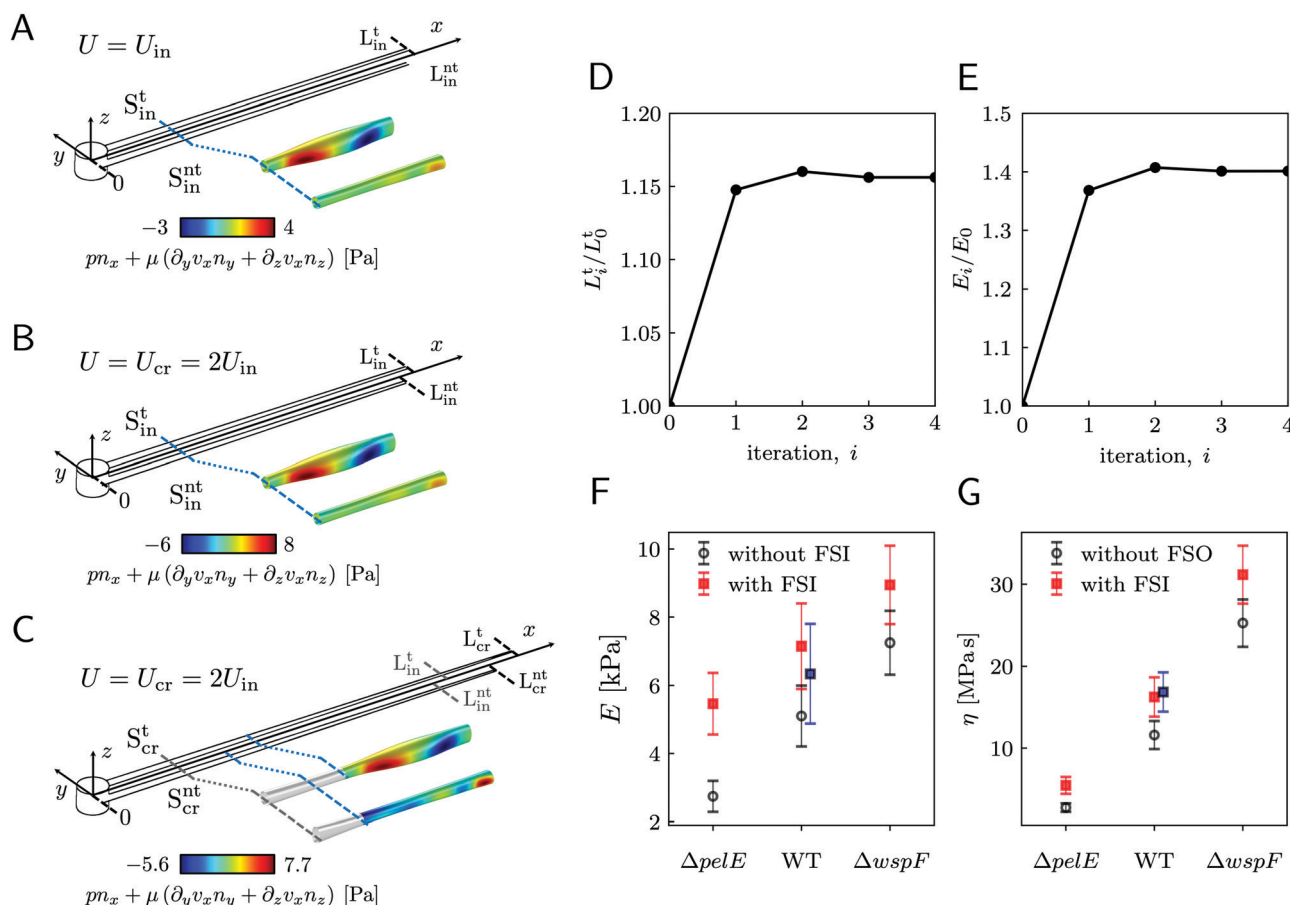 A
U = U_in
L_in^t
x
L_in^nt
S_in^t
z
y
0
S_in^nt
−3 4
pn_x + μ (∂_y v_x n_y + ∂_z v_x n_z) [Pa]
B
U = U_cr = 2U_in
L_in^t
x
L_in^nt
S_in^t
z
y
0
S_in^nt
−6 8
pn_x + μ (∂_y v_x n_y + ∂_z v_x n_z) [Pa]
C
U = U_cr = 2U_in
L_cr^t
x
L_in^t
L_cr^nt
L_in^nt
S_cr^t
z
y
0
S_cr^nt
−5.6 7.7
pn_x + μ (∂_y v_x n_y + ∂_z v_x n_z) [Pa]
D
1.20
1.15
1.10
1.05
1.00
L_i^t/L_0^t
0 1 2 3 4
iteration, i
E
1.5
1.4
1.3
1.2
1.1
1.0
E_i/E_0
0 1 2 3 4
iteration, i
F
without FSI
with FSI
10
8
6
4
2
E [kPa]
ΔpelE WT ΔwspF
G
without FSO
with FSI
30
20
10
η [MPa.s]
ΔpelE WT ΔwspF